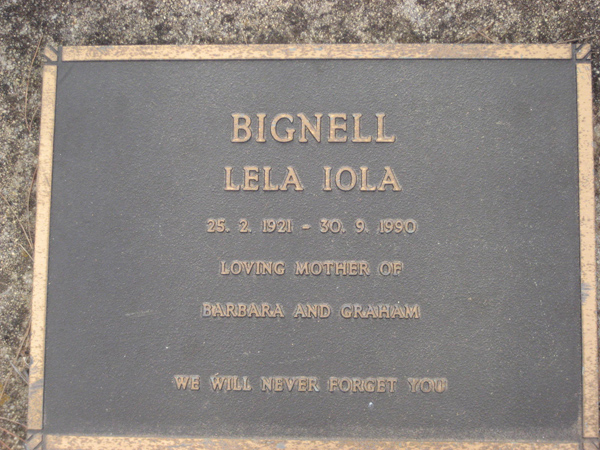 BIGNELL
LELA IOLA
25. 2. 1921 - 30. 9. 1990
LOVING MOTHER OF
BARBARA AND GRAHAM
WE WILL NEVER FORGET YOU